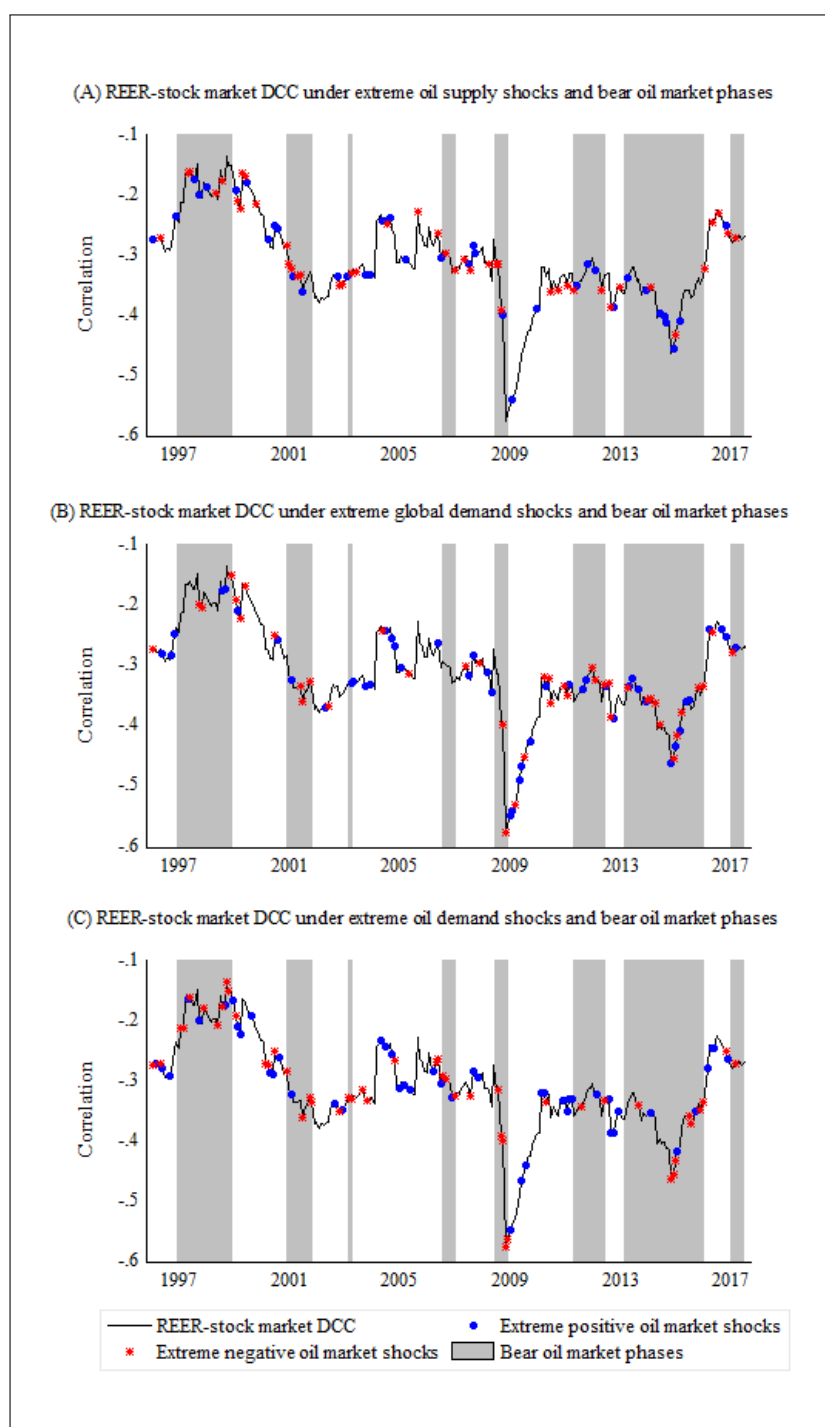 (A) REER-stock market DCC under extreme oil supply shocks and bear oil market phases
-.1
-.2
-.3
-.4
-.5
-.6
Correlation
1997 2001 2005 2009 2013 2017
(B) REER-stock market DCC under extreme global demand shocks and bear oil market phases
-.1
-.2
-.3
-.4
-.5
-.6
Correlation
1997 2001 2005 2009 2013 2017
(C) REER-stock market DCC under extreme oil demand shocks and bear oil market phases
-.1
-.2
-.3
-.4
-.5
-.6
Correlation
1997 2001 2005 2009 2013 2017
REER-stock market DCC Extreme positive oil market shocks
Extreme negative oil market shocks Bear oil market phases